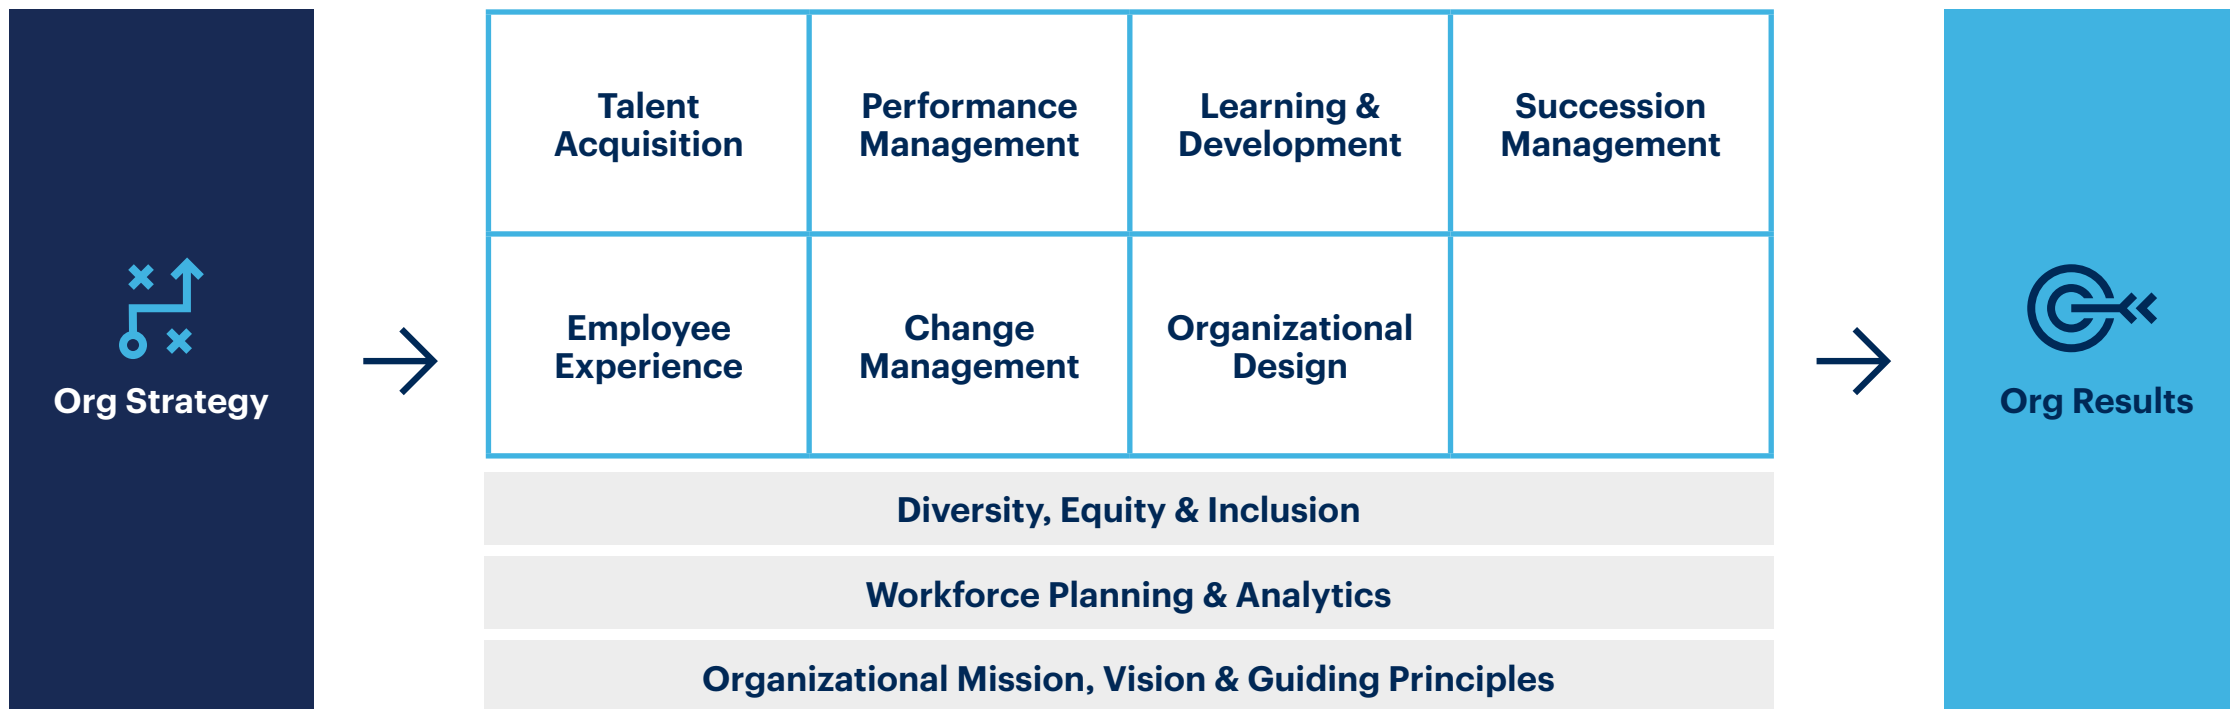 Org Strategy
Talent
Acquisition
Performance
Management
Learning &
Development
Succession
Management
Employee
Experience
Change
Management
Organizational
Design
Diversity, Equity & Inclusion
Workforce Planning & Analytics
Organizational Mission, Vision & Guiding Principles
Org Results